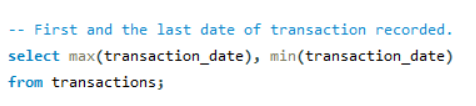 -- First and the last date of transaction recorded.
select max(transaction_date), min(transaction_date)
from transactions;